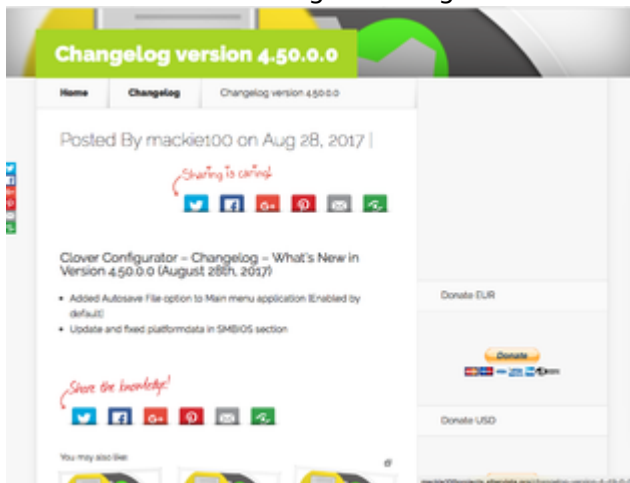 Changelog version 4.50.0.0
Home
Changelog
Changelog version 4.50.0.0
Posted By mackie100 on Aug 28, 2017 |
Sharing is caring!
Clover Configurator – Changelog – What's New in
Version 4.50.0.0 (August 28th, 2017)
• Added Autosave File option to Main menu application (Enabled by
default)
• Update and fixed platformdata in SMBIOS section
Donate EUR
Donate
Share the knowledge!
Donate USD
You may also like: